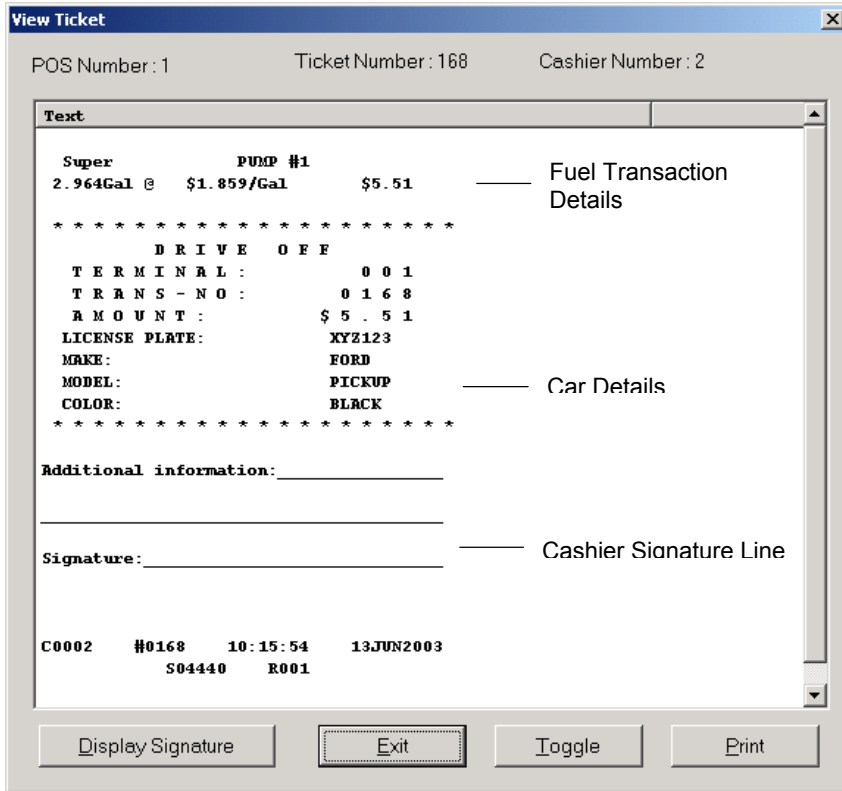 View Ticket
POS Number : 1 Ticket Number : 168 Cashier Number : 2
Text
Super PUMP #1
2.964Gal @ $1.859/Gal $5.51
Fuel Transaction
Details
* * * * * * * * * * * * * * * * * * * *
D R I V E O F F
T E R M I N A L : 0 0 1
T R A N S - N O : 0 1 6 8
A M O U N T : $ 5 . 5 1
LICENSE PLATE: XYZ123
MAKE: FORD
MODEL: PICKUP
Car Details
COLOR: BLACK
* * * * * * * * * * * * * * * * * * * *
Additional information:
Signature:
Cashier Signature Line
C0002 #0168 10:15:54 13JUN2003
S04440 R001
Display Signature Exit Toggle Print